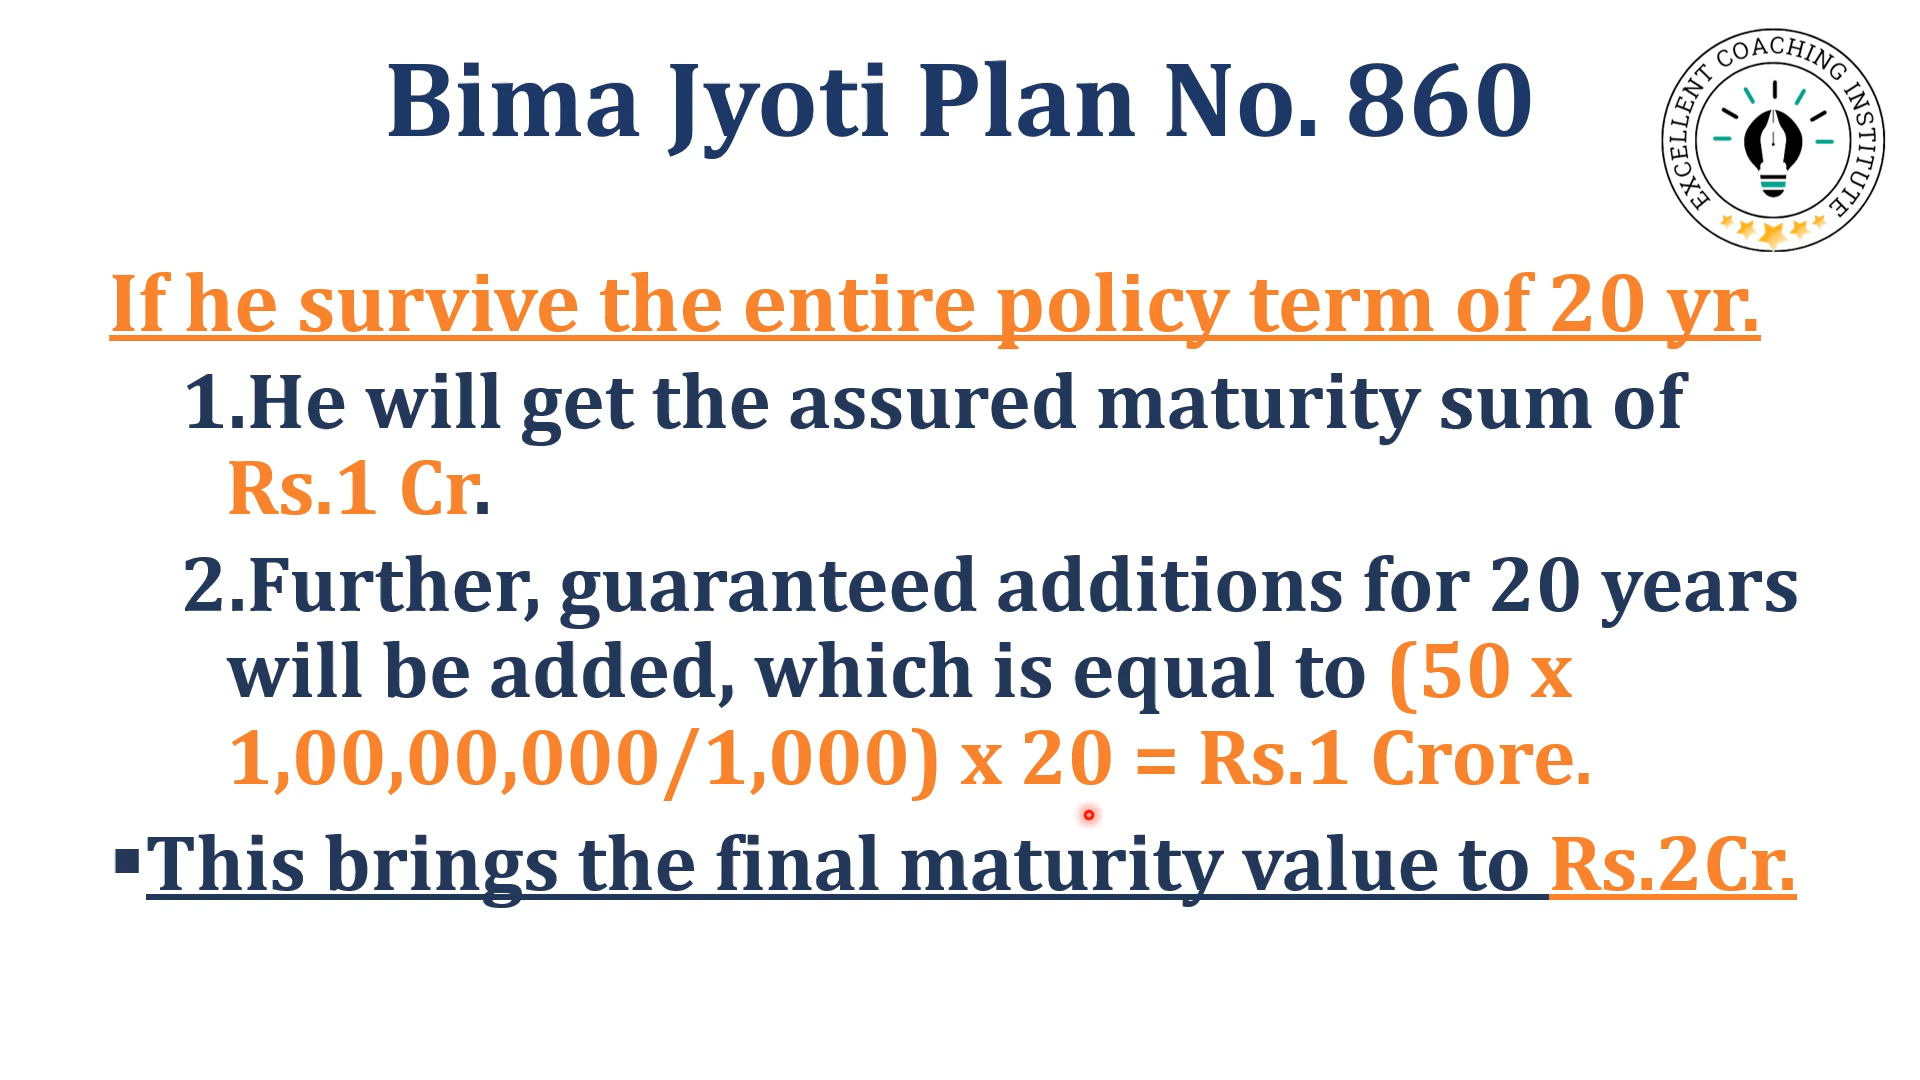 Bima Jyoti Plan No. 860
EXCELLENT COACHING INSTITUTE
If he survive the entire policy term of 20 yr.
1.He will get the assured maturity sum of
Rs.1 Cr.
2.Further, guaranteed additions for 20 years
will be added, which is equal to (50 x
1,00,00,000/1,000) x 20 = Rs.1 Crore.
▪This brings the final maturity value to Rs.2Cr.